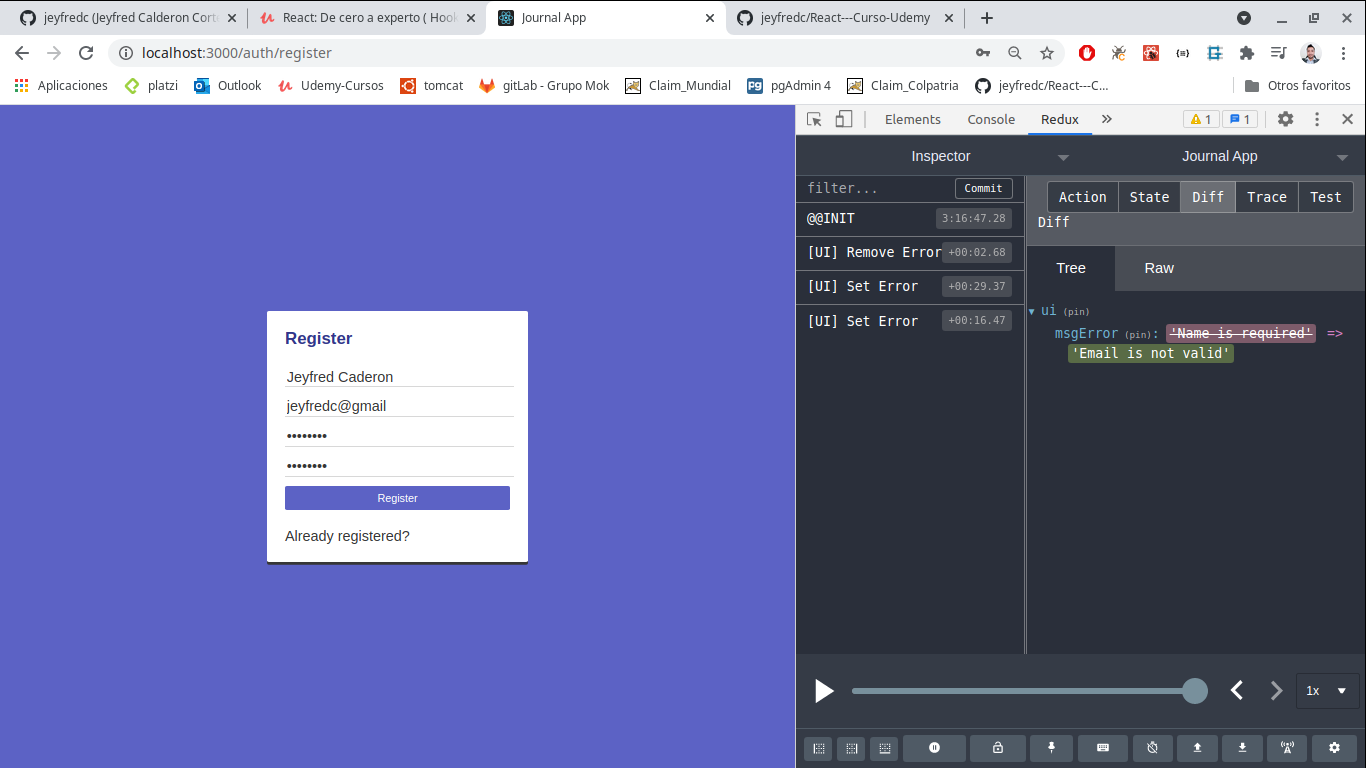 jeyfredc (Jeyfred Calderon Cort
React: De cero a experto ( Hook
Journal App
jeyfredc/React---Curso-Udemy
localhost:3000/auth/register
Aplicaciones platzi Outlook Udemy-Cursos tomcat gitLab - Grupo Mok Claim_Mundial pgAdmin 4 Claim_Colpatria jeyfredc/React---C... Otros favoritos
Elements Console Redux 1 1
Inspector Journal App
filter... Commit
@@INIT 3:16:47.28
[UI] Remove Error +00:02.68
[UI] Set Error +00:29.37
[UI] Set Error +00:16.47
Action State Diff Trace Test
Diff
Tree Raw
ui (pin)
msgError (pin): 'Name is required' =>
'Email is not valid'
Register
Jeyfred Caderon
jeyfredc@gmail
••••••••
••••••••
Register
Already registered?
1x